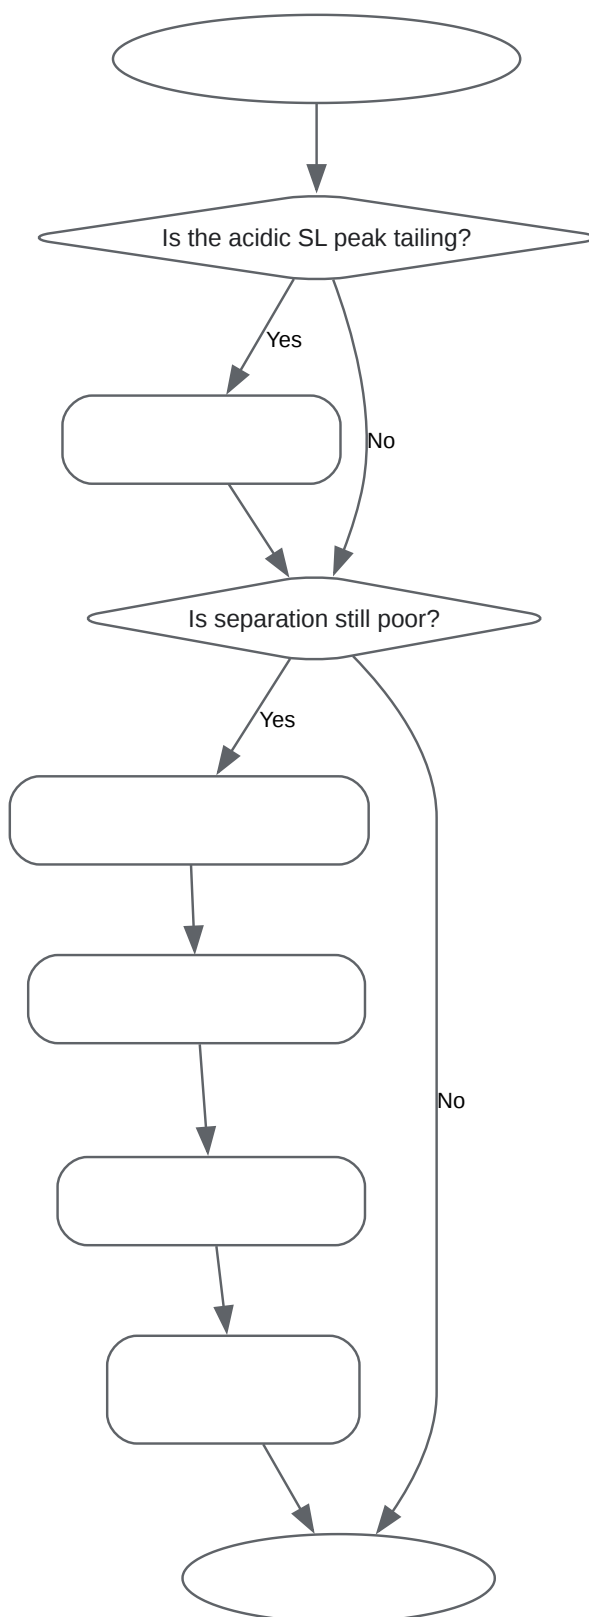 Is the acidic SL peak tailing?
Yes
No
Is separation still poor?
Yes
No